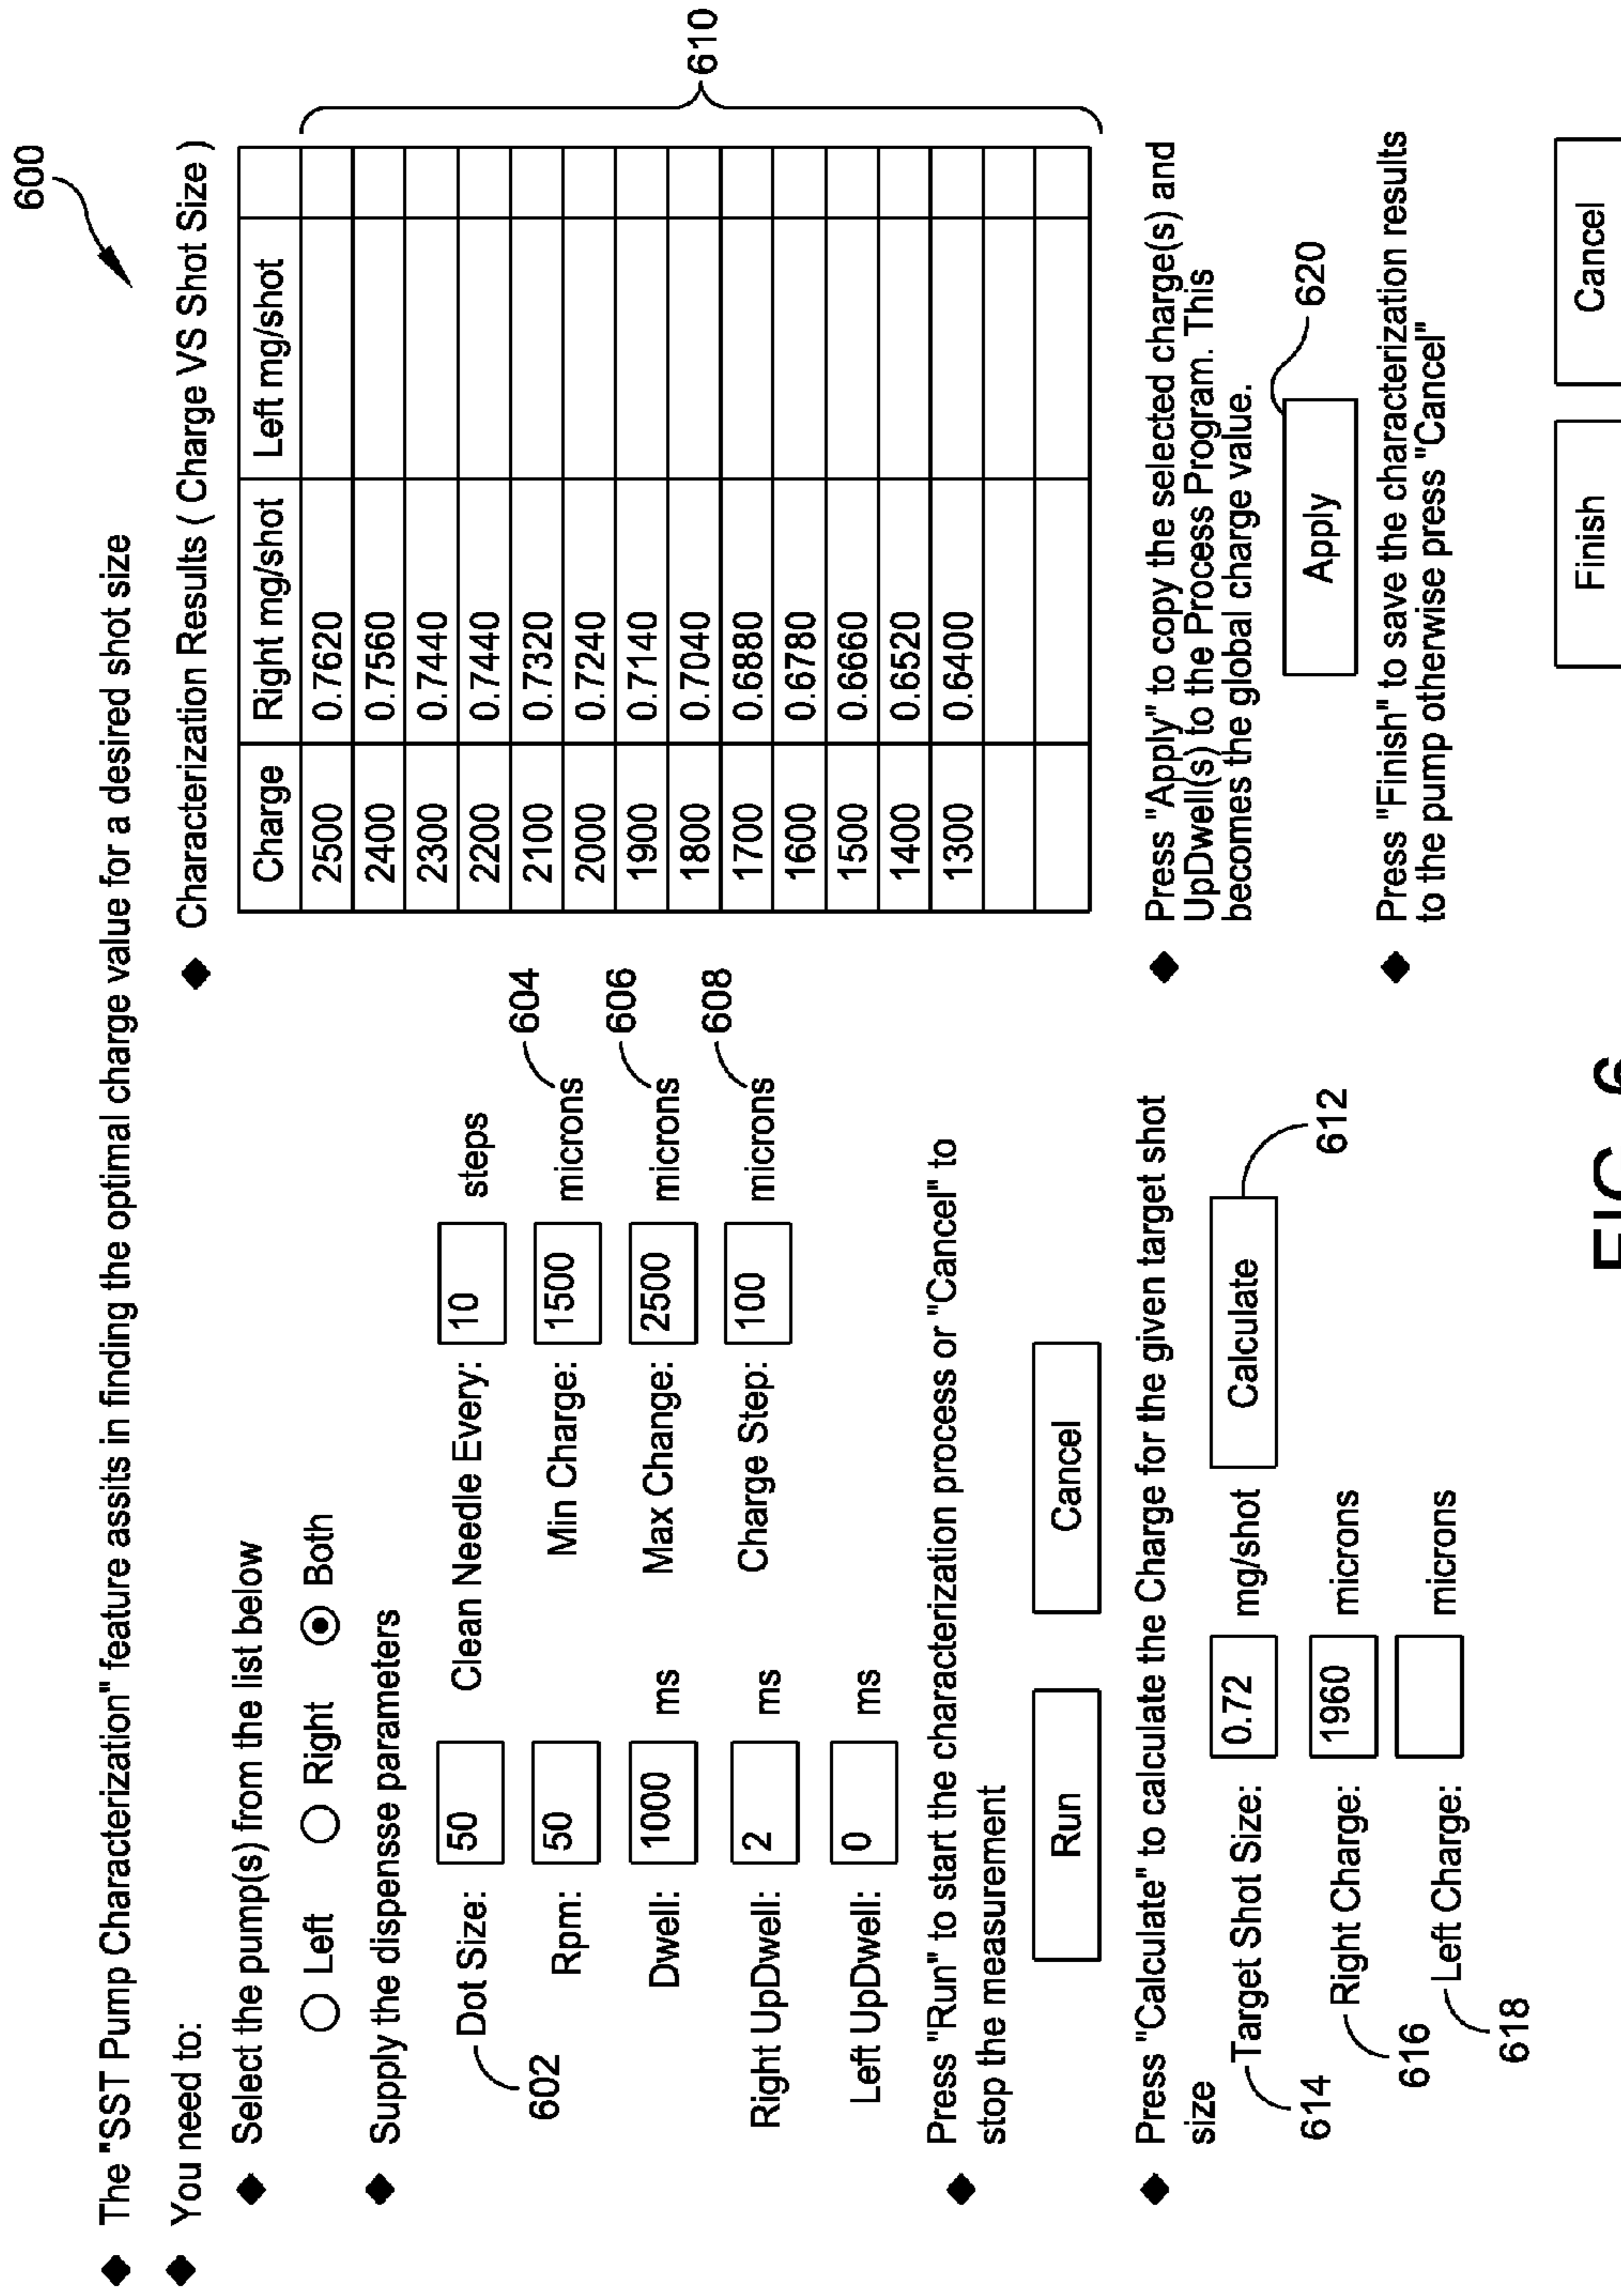 600
The "SST Pump Characterization" feature assits in finding the optimal charge value for a desired shot size
You need to:
Select the pump(s) from the list below
Left Right Both
Supply the dispensse parameters
602
Dot Size: 50 Clean Needle Every: 10 steps
Rpm: 50 Min Charge: 1500 microns 604
Dwell: 1000 ms Max Change: 2500 microns 606
Right UpDwell: 2 ms Charge Step: 100 microns 608
Left UpDwell: 0 ms
Press "Run" to start the characterization process or "Cancel" to
stop the measurement
Run Cancel
Press "Calculate" to calculate the Charge for the given target shot
size
614 Target Shot Size: 0.72 mg/shot Calculate 612
616 Right Charge: 1960 microns
618 Left Charge: microns
Characterization Results ( Charge VS Shot Size )
Charge Right mg/shot Left mg/shot
2500 0.7620
2400 0.7560
2300 0.7440
2200 0.7440
2100 0.7320
2000 0.7240
1900 0.7140
1800 0.7040
1700 0.6880
1600 0.6780
1500 0.6660
1400 0.6520
1300 0.6400
610
Press "Apply" to copy the selected charge(s) and
UpDwell(s) to the Process Program. This
becomes the global charge value.
Apply 620
Press "Finish" to save the characterization results
to the pump otherwise press "Cancel"
Finish Cancel